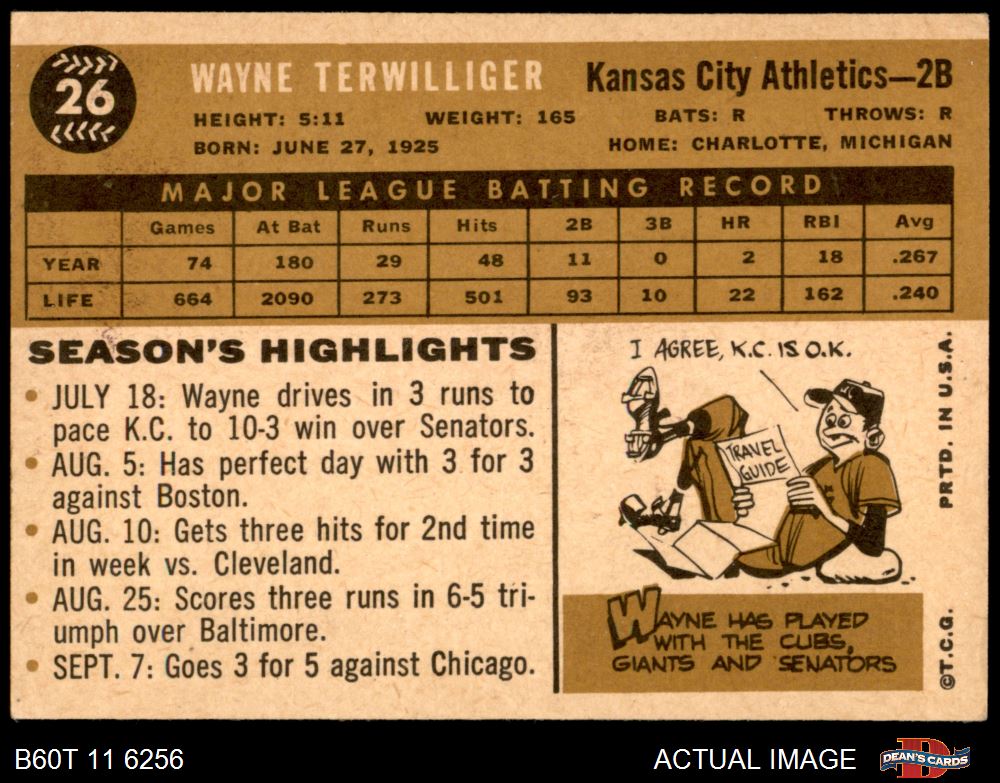 26
WAYNE TERWILLIGER
Kansas City Athletics—2B
HEIGHT: 5:11 WEIGHT: 165 BATS: R THROWS: R
BORN: JUNE 27, 1925 HOME: CHARLOTTE, MICHIGAN
MAJOR LEAGUE BATTING RECORD
Games At Bat Runs Hits 2B 3B HR RBI Avg
YEAR 74 180 29 48 11 0 2 18 .267
LIFE 664 2090 273 501 93 10 22 162 .240
SEASON'S HIGHLIGHTS
• JULY 18: Wayne drives in 3 runs to
pace K.C. to 10-3 win over Senators.
• AUG. 5: Has perfect day with 3 for 3
against Boston.
• AUG. 10: Gets three hits for 2nd time
in week vs. Cleveland.
• AUG. 25: Scores three runs in 6-5 tri-
umph over Baltimore.
• SEPT. 7: Goes 3 for 5 against Chicago.
I AGREE, K.C. IS O.K.
TRAVEL
GUIDE
WAYNE HAS PLAYED
WITH THE CUBS,
GIANTS AND SENATORS
PRTD. IN U.S.A.
©T.C.G.
B60T 11 6256
ACTUAL IMAGE
DEAN'S CARDS